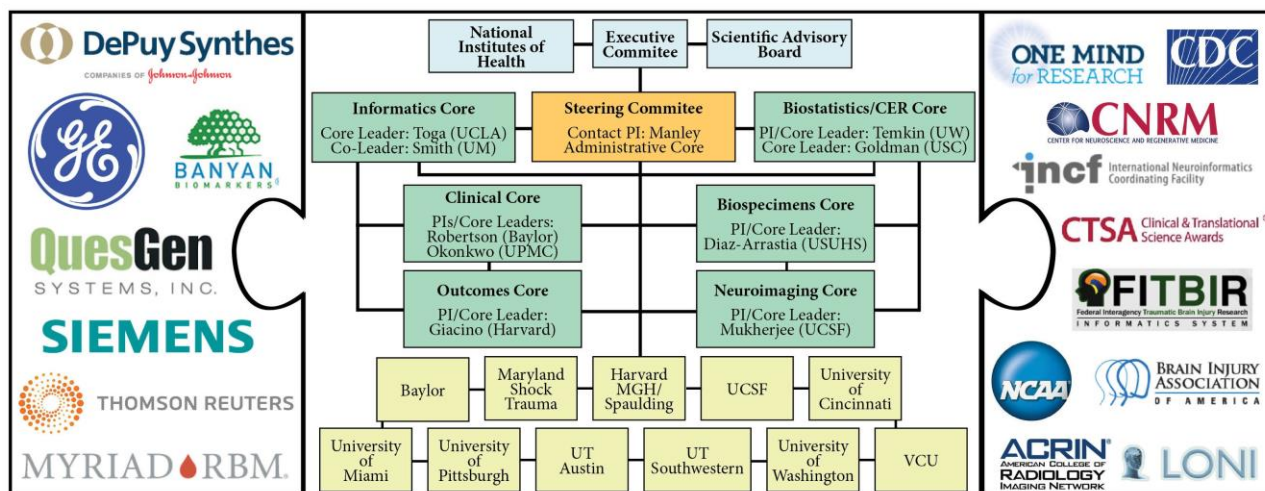 DePuy Synthes
COMPANIES OF Johnson & Johnson
GE
BANYAN
BIOMARKERS
QuesGen
SYSTEMS, INC.
SIEMENS
THOMSON REUTERS
MYRIAD RBM
National
Institutes of
Health
Executive
Commitee
Scientific Advisory
Board
Informatics Core
Core Leader: Toga (UCLA)
Co-Leader: Smith (UM)
Steering Commitee
Contact PI: Manley
Administrative Core
Biostatistics/CER Core
PI/Core Leader: Temkin (UW)
Core Leader: Goldman (USC)
Clinical Core
PIs/Core Leaders:
Robertson (Baylor)
Okonkwo (UPMC)
Biospecimens Core
PI/Core Leader:
Diaz-Arrastia (USUHS)
Outcomes Core
PI/Core Leader:
Giacino (Harvard)
Neuroimaging Core
PI/Core Leader:
Mukherjee (UCSF)
Baylor
Maryland
Shock
Trauma
Harvard
MGH/
Spaulding
UCSF
University
of
Cincinnati
University
of
Miami
University
of
Pittsburgh
UT
Austin
UT
Southwestern
University
of
Washington
VCU
ONE MIND
for RESEARCH
CDC
CNRM
CENTER FOR NEUROSCIENCE AND REGENERATIVE MEDICINE
incf International Neuroinformatics
Coordinating Facility
CTSA Clinical & Translational
Science Awards
FITBIR
Federal Interagency Traumatic Brain Injury Research
INFORMATICS SYSTEM
NCAA
BRAIN INJURY
ASSOCIATION
OF AMERICA
ACRIN
AMERICAN COLLEGE OF
RADIOLOGY
IMAGING NETWORK
LONI